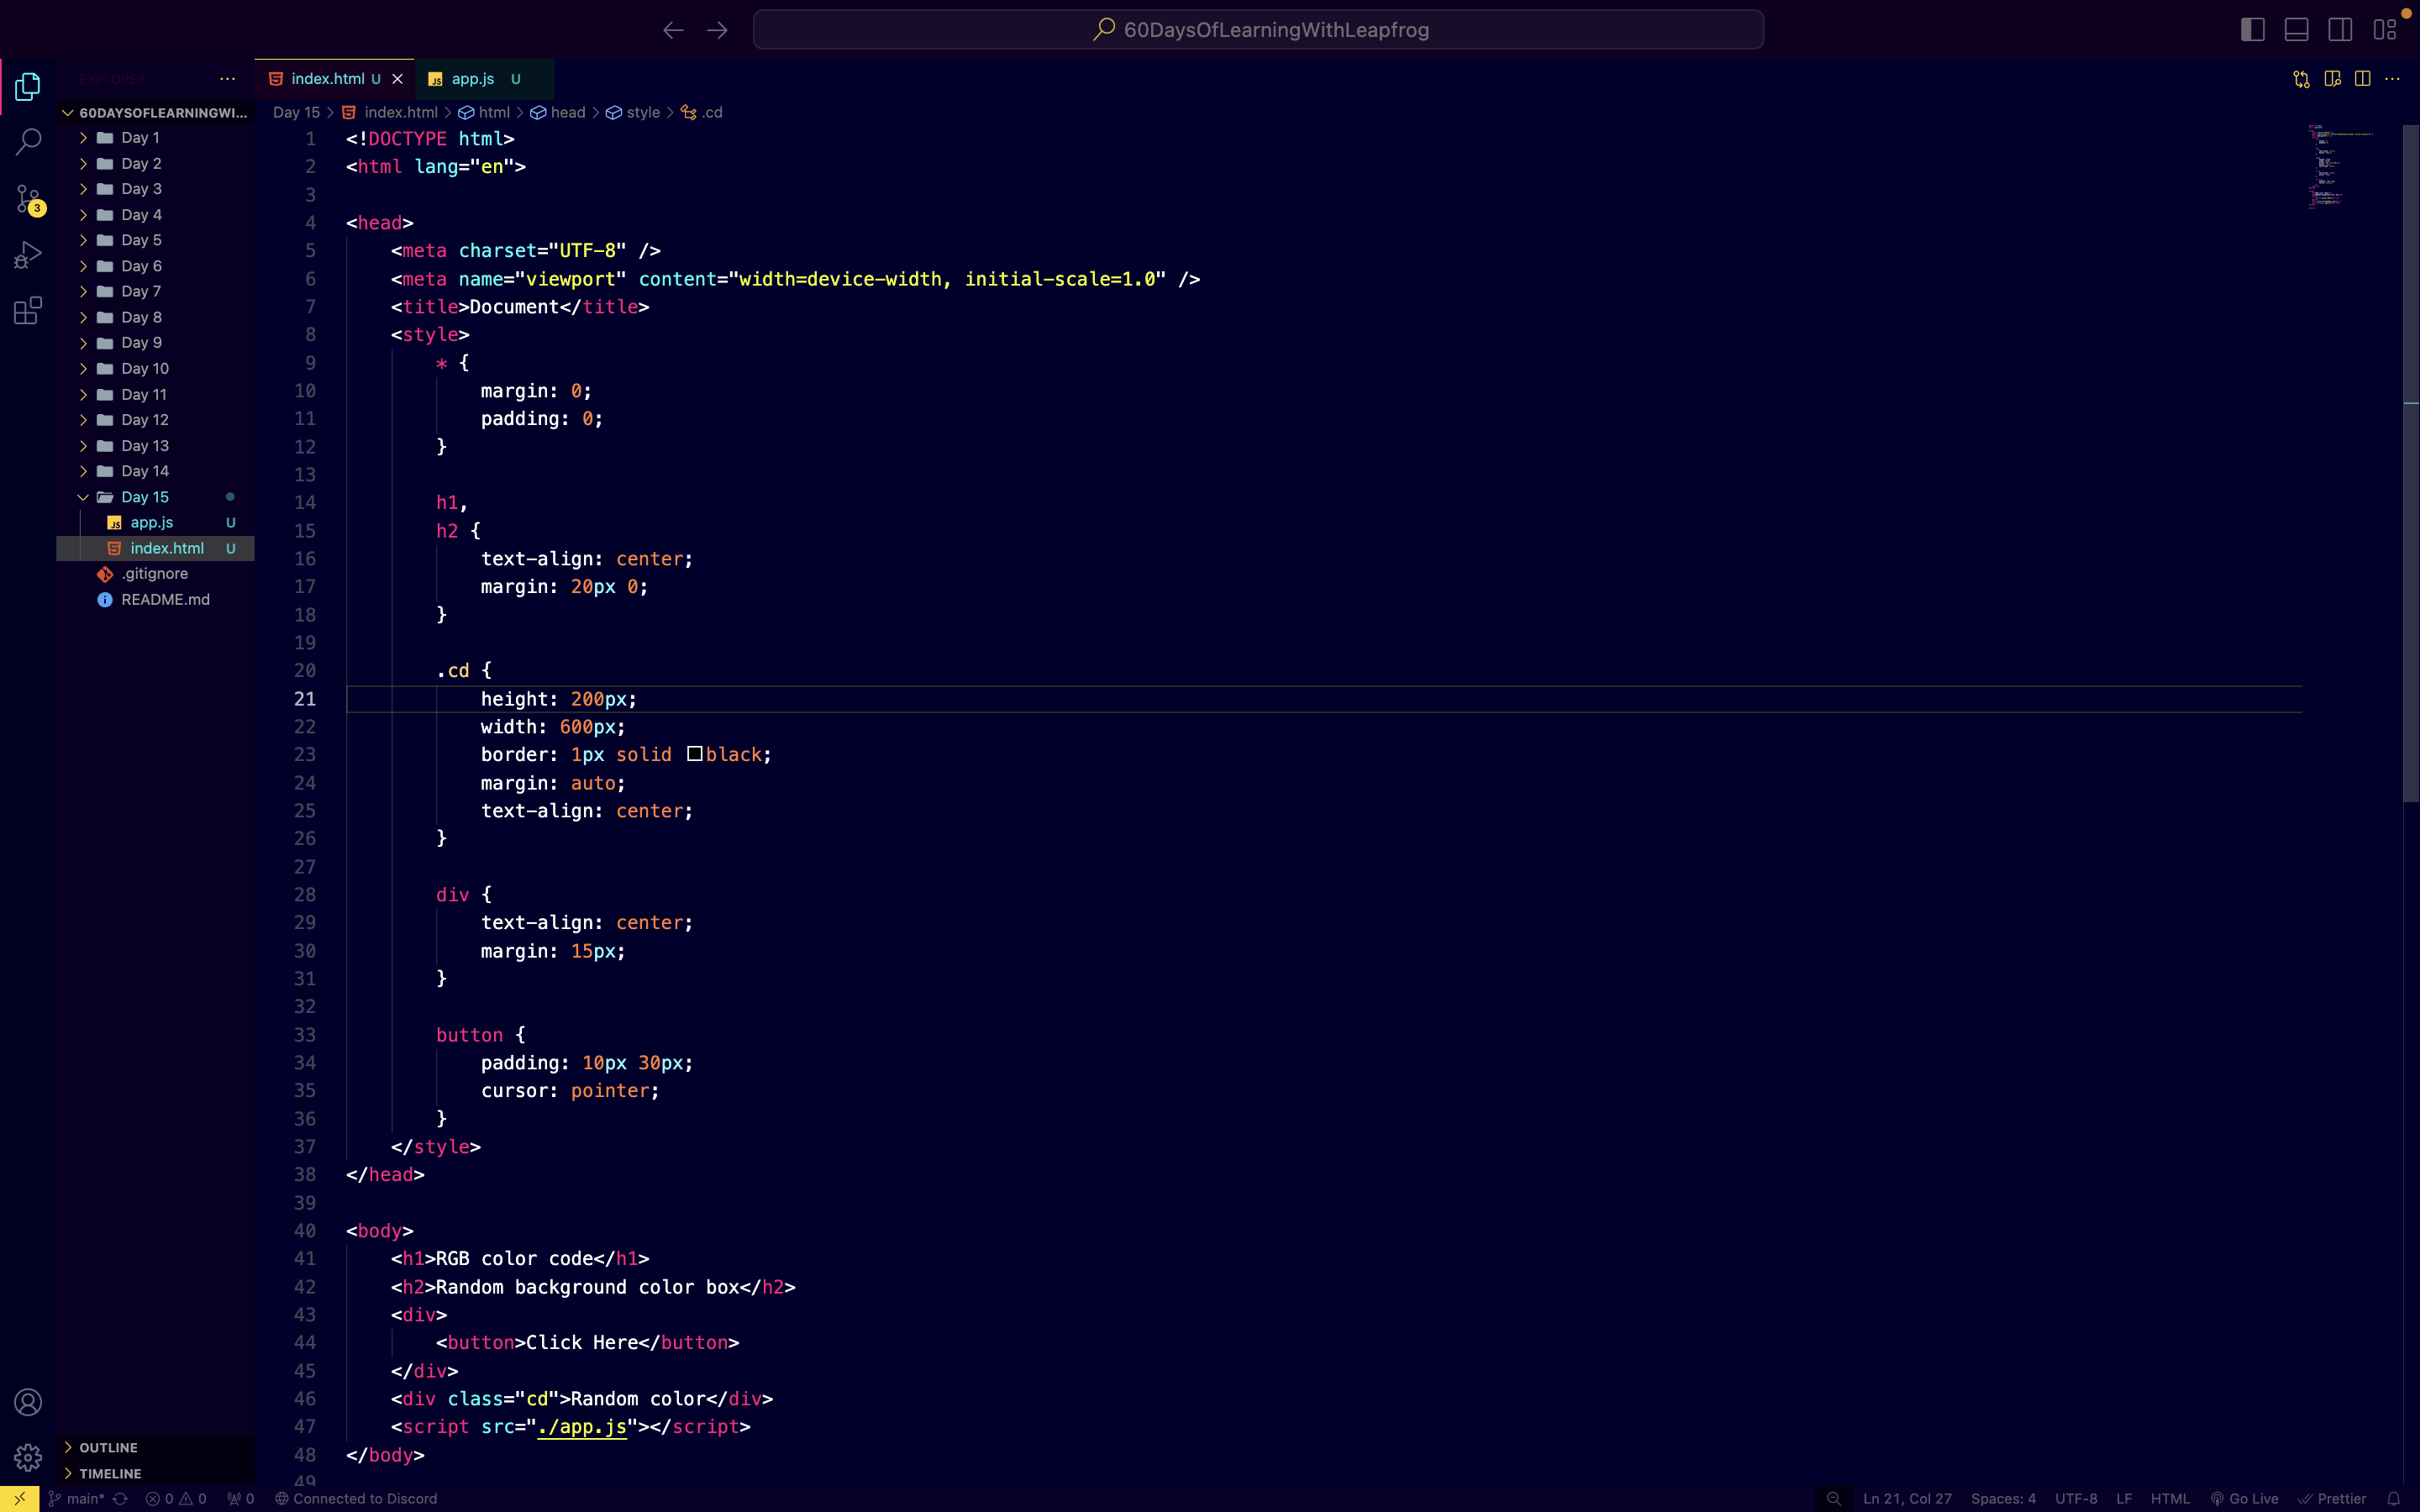 60DaysOfLearningWithLeapfrog
EXPLORER
60DAYSOFLEARNINGWI...
Day 1
Day 2
Day 3
Day 4
Day 5
Day 6
Day 7
Day 8
Day 9
Day 10
Day 11
Day 12
Day 13
Day 14
Day 15
app.js U
index.html U
.gitignore
README.md
OUTLINE
TIMELINE
3
index.html U
app.js U
Day 15 > index.html > html > head > style > .cd
1 <!DOCTYPE html>
2 <html lang="en">
3
4 <head>
5 <meta charset="UTF-8" />
6 <meta name="viewport" content="width=device-width, initial-scale=1.0" />
7 <title>Document</title>
8 <style>
9 * {
10 margin: 0;
11 padding: 0;
12 }
13
14 h1,
15 h2 {
16 text-align: center;
17 margin: 20px 0;
18 }
19
20 .cd {
21 height: 200px;
22 width: 600px;
23 border: 1px solid black;
24 margin: auto;
25 text-align: center;
26 }
27
28 div {
29 text-align: center;
30 margin: 15px;
31 }
32
33 button {
34 padding: 10px 30px;
35 cursor: pointer;
36 }
37 </style>
38 </head>
39
40 <body>
41 <h1>RGB color code</h1>
42 <h2>Random background color box</h2>
43 <div>
44 <button>Click Here</button>
45 </div>
46 <div class="cd">Random color</div>
47 <script src="./app.js"></script>
48 </body>
49
main* 0 0 0 Connected to Discord Ln 21, Col 27 Spaces: 4 UTF-8 LF HTML Go Live Prettier